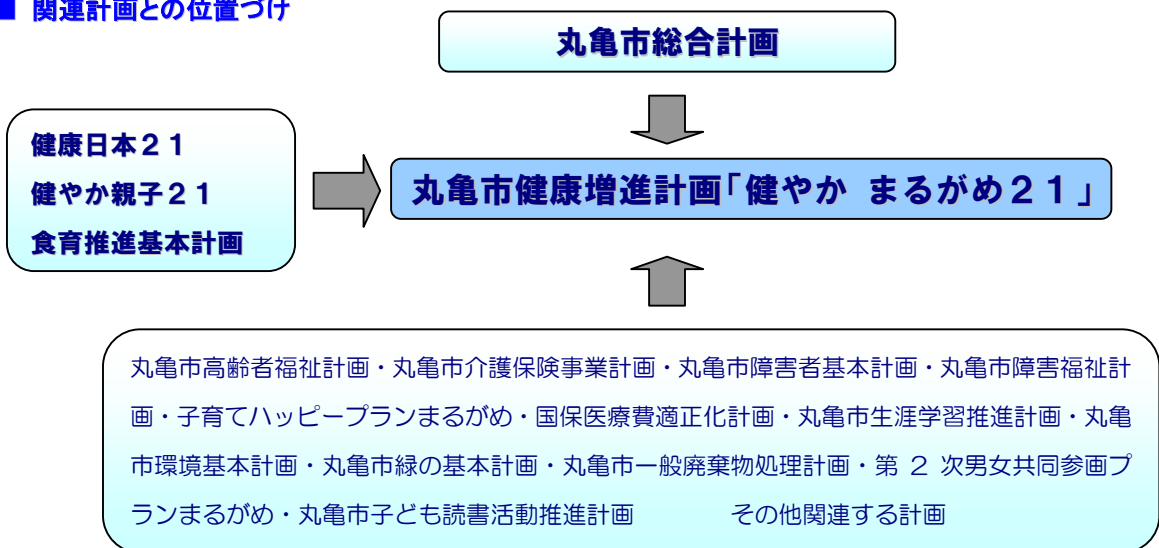 ■ 関連計画との位置づけ
丸亀市総合計画
健康日本２１
健やか親子２１
食育推進基本計画
丸亀市健康増進計画「健やか まるがめ２１」
丸亀市高齢者福祉計画・丸亀市介護保険事業計画・丸亀市障害者基本計画・丸亀市障害福祉計
画・子育てハッピープランまるがめ・国保医療費適正化計画・丸亀市生涯学習推進計画・丸亀
市環境基本計画・丸亀市緑の基本計画・丸亀市一般廃棄物処理計画・第 ２ 次男女共同参画プ
ランまるがめ・丸亀市子ども読書活動推進計画　　　その他関連する計画